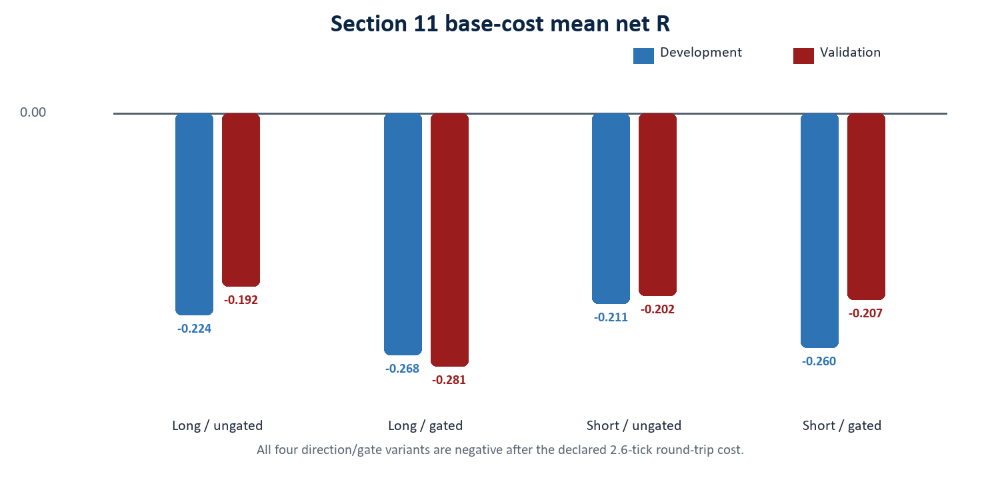 Section 11 base-cost mean net R
Development
Validation
0.00
-0.224
-0.192
-0.268
-0.281
-0.211
-0.202
-0.260
-0.207
Long / ungated
Long / gated
Short / ungated
Short / gated
All four direction/gate variants are negative after the declared 2.6-tick round-trip cost.